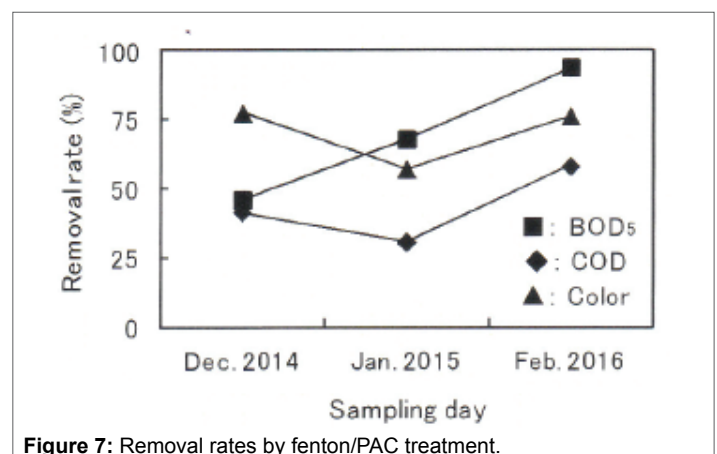 100
75
50
25
0
Removal rate (%)
■: BOD₅
◆: COD
▲: Color
Dec. 2014
Jan. 2015
Feb. 2016
Sampling day
Figure 7: Removal rates by fenton/PAC treatment.